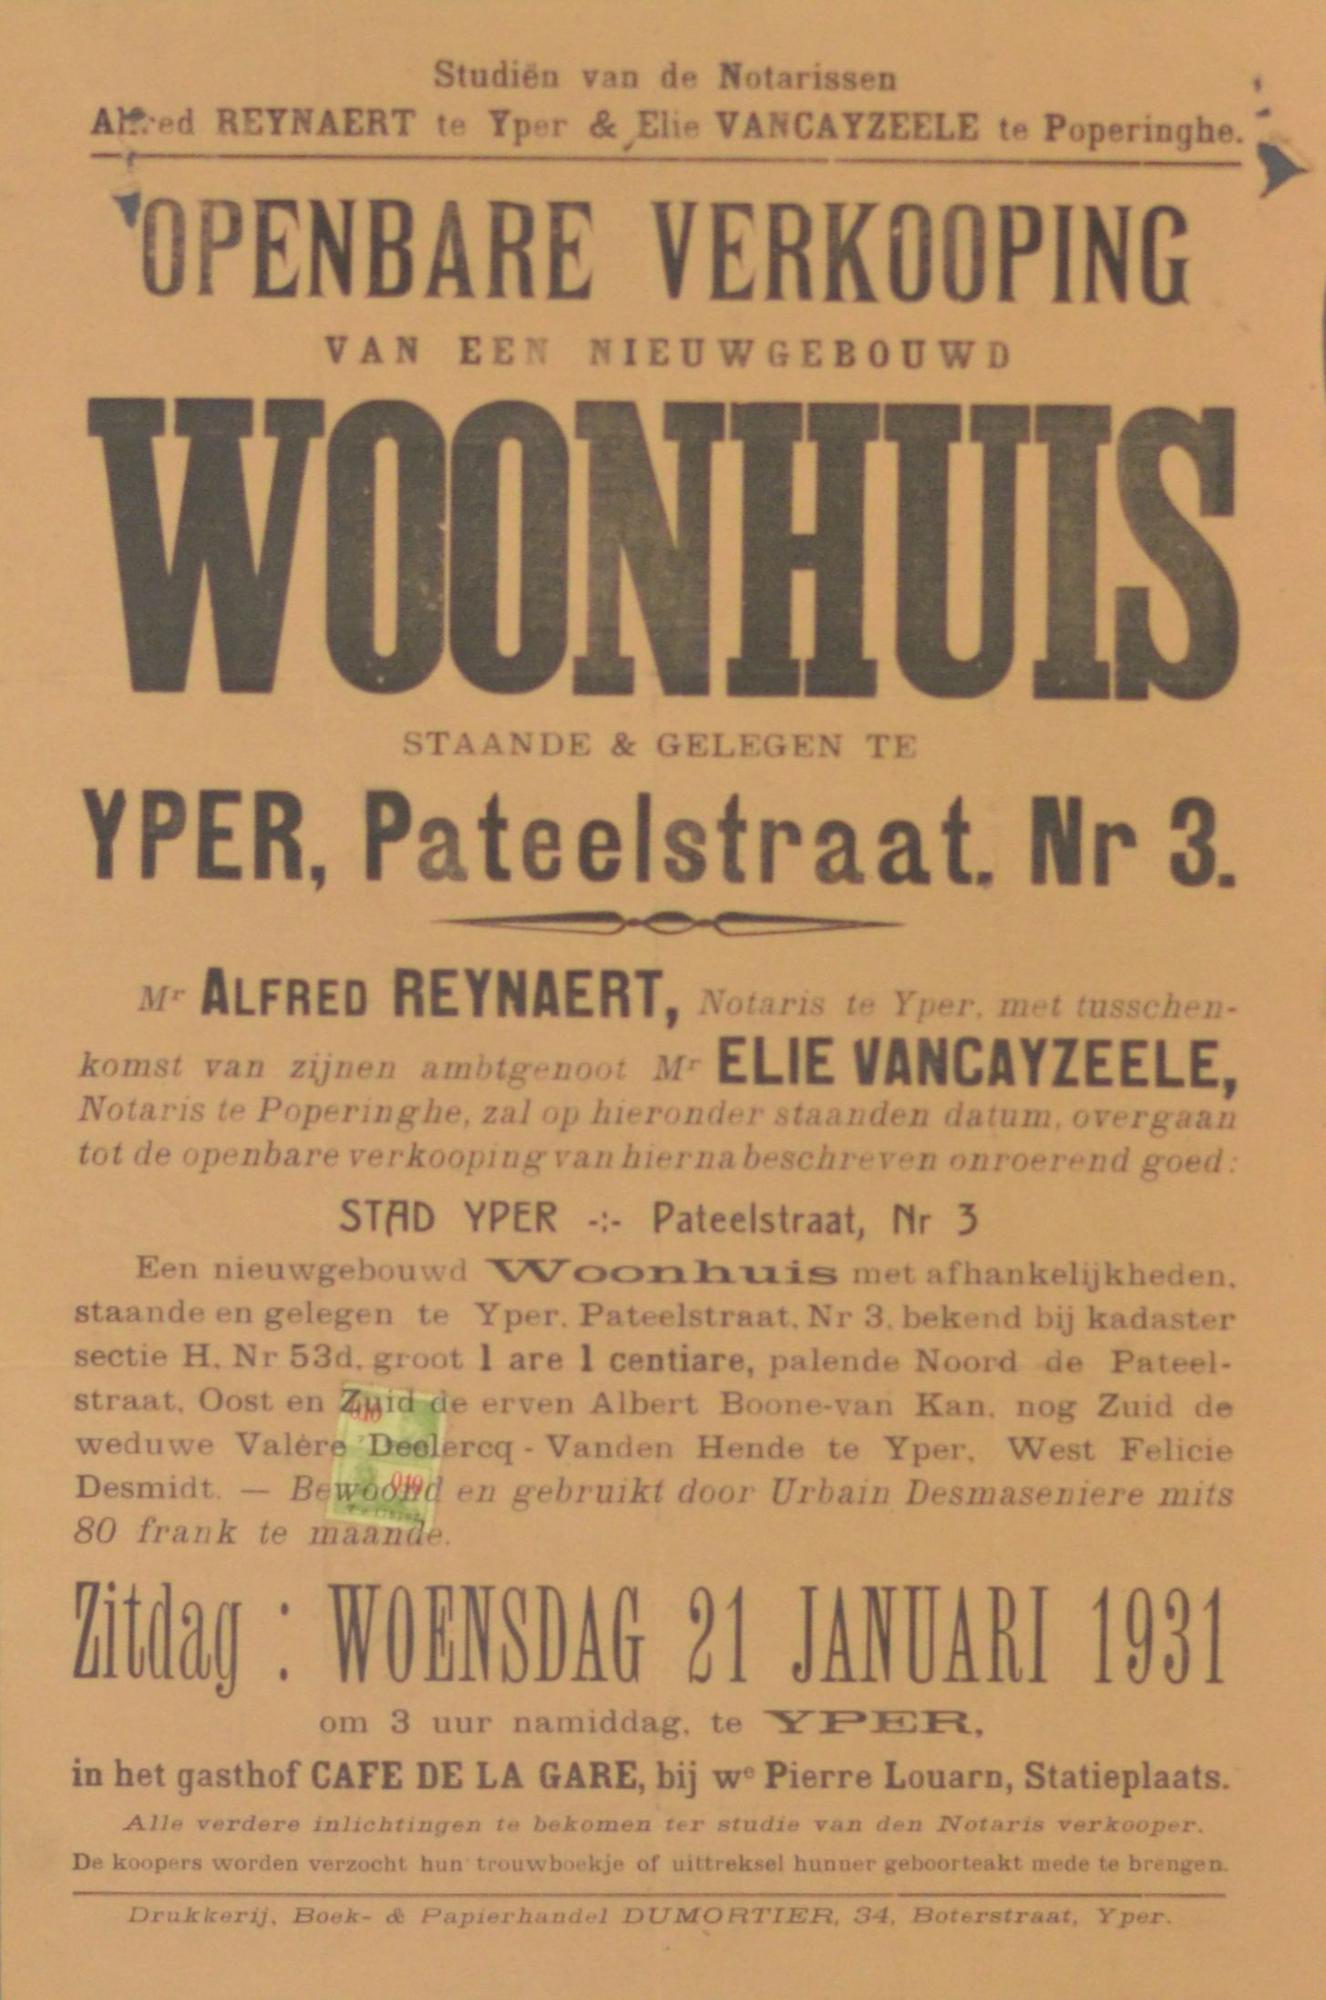 Studiën van de Notarissen
Alfred REYNAERT te Yper & Elie VANCAYZEELE te Poperinghe.
OPENBARE VERKOOPING
VAN EEN NIEUWGEBOUWD
WOONHUIS
STAANDE & GELEGEN TE
YPER, Pateelstraat. Nr 3.
Mr ALFRED REYNAERT, Notaris te Yper, met tusschen-
komst van zijnen ambtgenoot Mr ELIE VANCAYZEELE,
Notaris te Poperinghe, zal op hieronder staanden datum, overgaan
tot de openbare verkooping van hierna beschreven onroerend goed:
STAD YPER -:- Pateelstraat, Nr 3
Een nieuwgebouwd Woonhuis met afhankelijkheden,
staande en gelegen te Yper. Pateelstraat, Nr 3, bekend bij kadaster
sectie H, Nr 53d, groot 1 are 1 centiare, palende Noord de Pateel-
straat, Oost en Zuid de erven Albert Boone-van Kan, nog Zuid de
weduwe Valère Declercq - Vanden Hende te Yper, West Felicie
Desmidt. — Bewoond en gebruikt door Urbain Desmaseniere mits
80 frank te maande.
0.10
0.10
Zitdag : WOENSDAG 21 JANUARI 1931
om 3 uur namiddag, te YPER,
in het gasthof CAFE DE LA GARE, bij we Pierre Louarn, Statieplaats.
Alle verdere inlichtingen te bekomen ter studie van den Notaris verkooper.
De koopers worden verzocht hun trouwboekje of uittreksel hunner geboorteakt mede te brengen.
Drukkerij, Boek- & Papierhandel DUMORTIER, 34, Boterstraat, Yper.